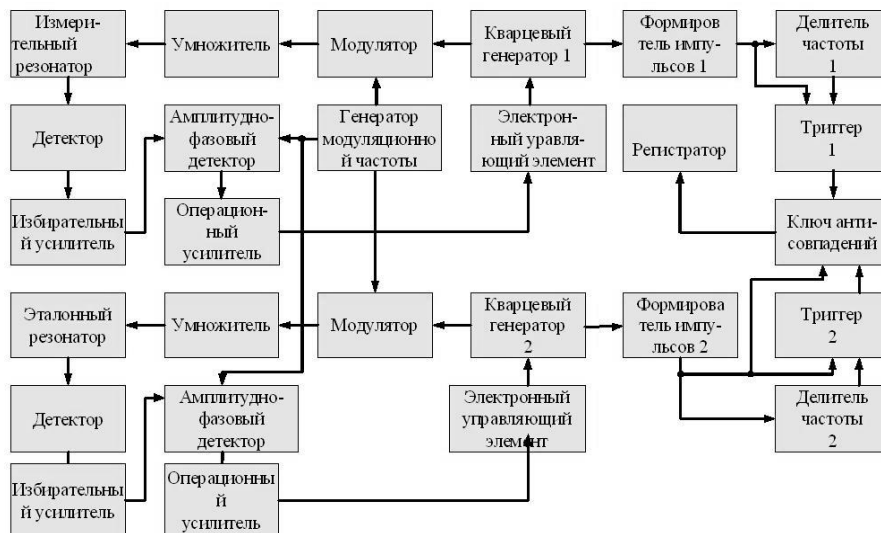 Измери-
тельный
резонатор
Умножитель
Модулятор
Кварцевый
генератор 1
Формиров
тель импу-
льсов 1
Делитель
частоты
1
Детектор
Амплитудно-
фазовый
детектор
Генератор
модуляционно
й частоты
Электрон-
ный уравля-
ющий элемент
Регистратор
Триггер
1
Избирательны
й усилитель
Операцион-
ный
усилитель
Ключ анти-
совпадений
Эталонный
резонатор
Умножитель
Модулятор
Кварцевый
генератор
2
Формирова
тель импу-
льсов 2
Триггер
2
Детектор
Амплитудно-
фазовый
детектор
Электронный
управляющий
элемент
Делитель
частоты
2
Избирательны
й усилитель
Операционны
й
усилитель